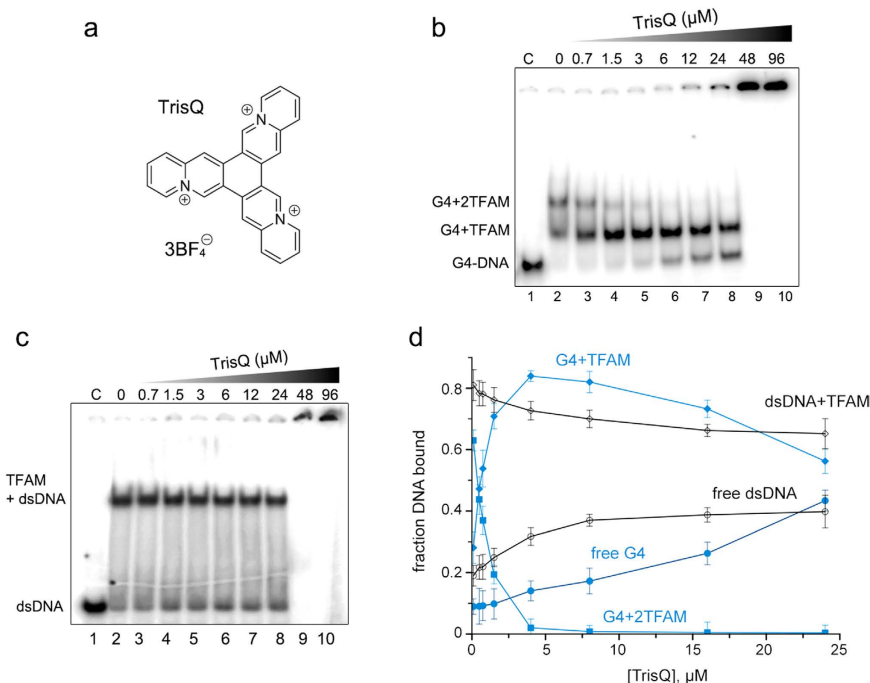 a
TrisQ
N
⊕
N
⊕
N
⊕
3BF4⊖
b
TrisQ (μM)
C 0 0.7 1.5 3 6 12 24 48 96
G4+2TFAM
G4+TFAM
G4-DNA
1 2 3 4 5 6 7 8 9 10
c
TrisQ (μM)
C 0 0.7 1.5 3 6 12 24 48 96
TFAM
+ dsDNA
dsDNA
1 2 3 4 5 6 7 8 9 10
d
fraction DNA bound
0.8
0.6
0.4
0.2
0
G4+TFAM
dsDNA+TFAM
free dsDNA
free G4
G4+2TFAM
0 5 10 15 20 25
[TrisQ], μM